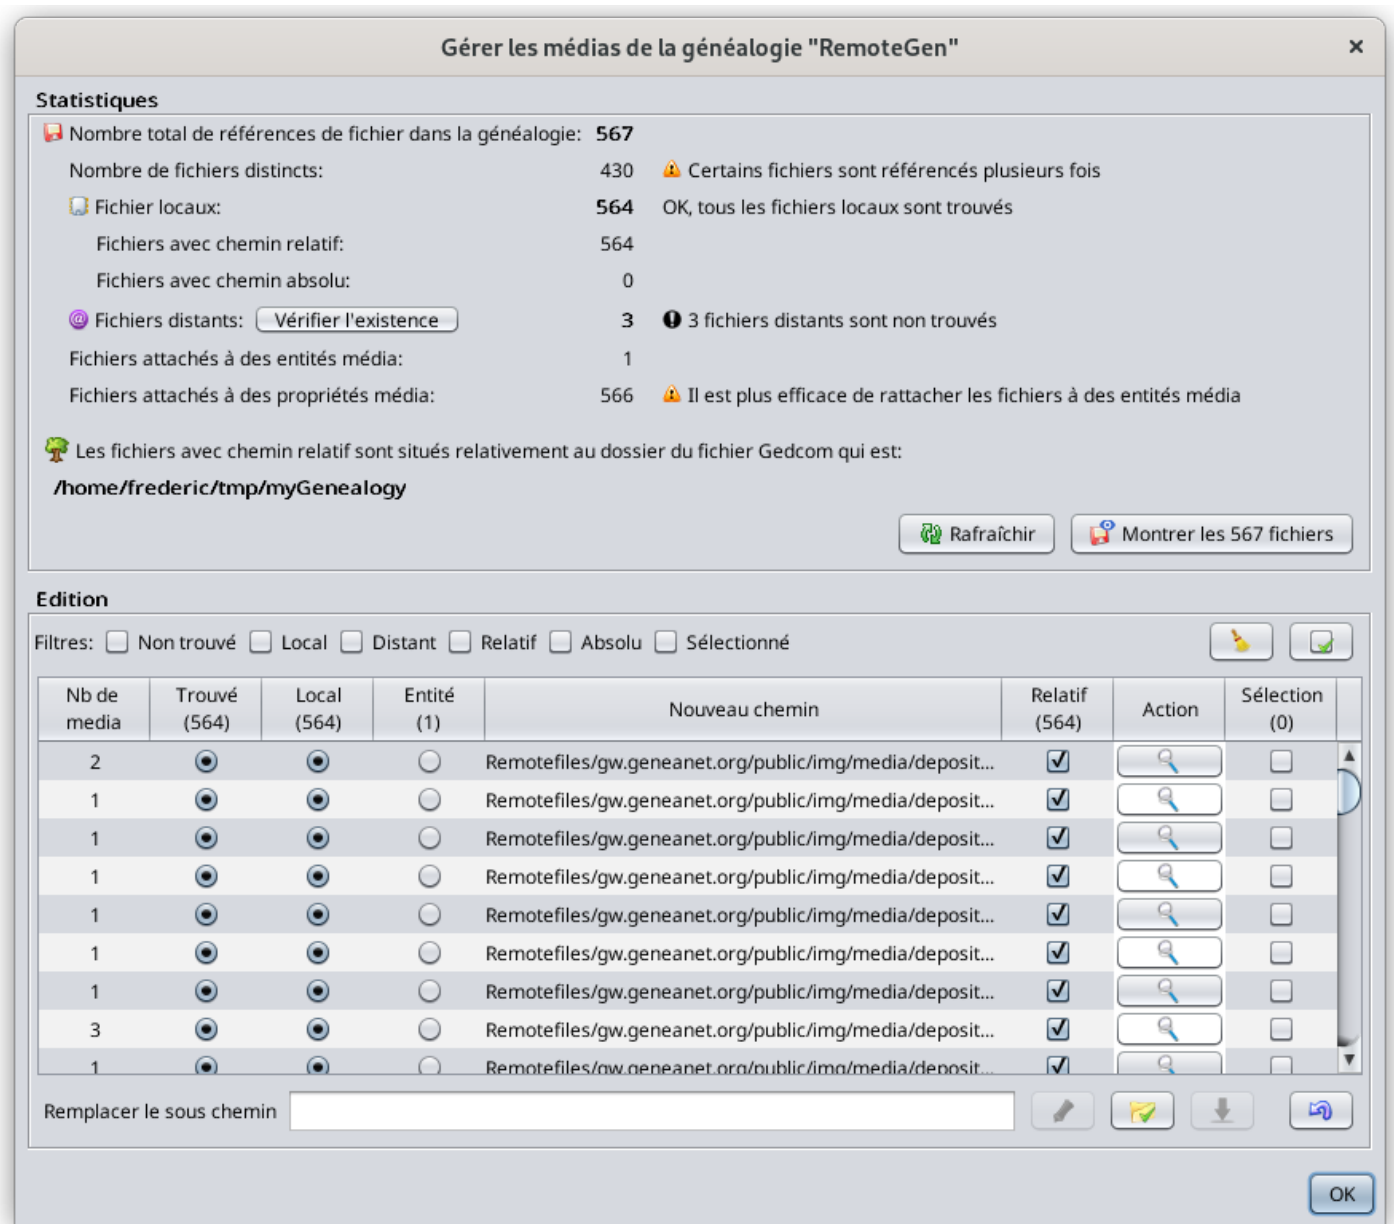 Gérer les médias de la généalogie "RemoteGen"
Statistiques
Nombre total de références de fichier dans la généalogie: 567
Nombre de fichiers distincts: 430 Certains fichiers sont référencés plusieurs fois
Fichier locaux: 564 OK, tous les fichiers locaux sont trouvés
Fichiers avec chemin relatif: 564
Fichiers avec chemin absolu: 0
Fichiers distants: Vérifier l'existence 3 3 fichiers distants sont non trouvés
Fichiers attachés à des entités média: 1
Fichiers attachés à des propriétés média: 566 Il est plus efficace de rattacher les fichiers à des entités média
Les fichiers avec chemin relatif sont situés relativement au dossier du fichier Gedcom qui est:
/home/frederic/tmp/myGenealogy
Rafraîchir Montrer les 567 fichiers
Edition
Filtres: Non trouvé Local Distant Relatif Absolu Sélectionné
Nb de media Trouvé (564) Local (564) Entité (1) Nouveau chemin Relatif (564) Action Sélection (0)
2 Remotefiles/gw.geneanet.org/public/img/media/deposit...
1 Remotefiles/gw.geneanet.org/public/img/media/deposit...
1 Remotefiles/gw.geneanet.org/public/img/media/deposit...
1 Remotefiles/gw.geneanet.org/public/img/media/deposit...
1 Remotefiles/gw.geneanet.org/public/img/media/deposit...
1 Remotefiles/gw.geneanet.org/public/img/media/deposit...
1 Remotefiles/gw.geneanet.org/public/img/media/deposit...
3 Remotefiles/gw.geneanet.org/public/img/media/deposit...
1 Remotefiles/gw.geneanet.org/public/img/media/deposit...
Remplacer le sous chemin
OK